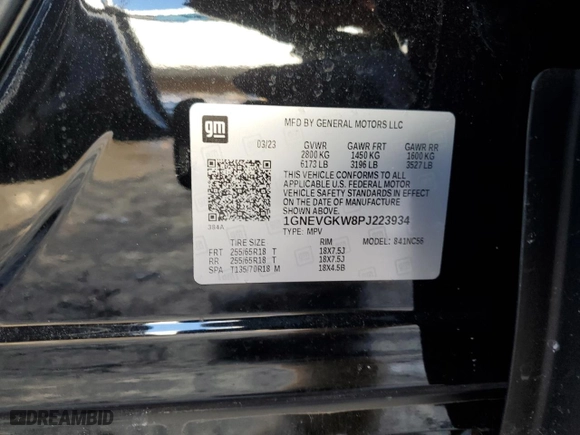 gm
MFD BY GENERAL MOTORS LLC
03/23 GVWR GAWR FRT GAWR RR
2800 KG 1450 KG 1600 KG
6173 LB 3196 LB 3527 LB
THIS VEHICLE CONFORMS TO ALL
APPLICABLE U.S. FEDERAL MOTOR
VEHICLE SAFETY STANDARDS IN EFFECT
ON THE DATE OF MANUFACTURE
SHOWN ABOVE.
1GNEVGKW8PJ223934
384A TYPE: MPV MODEL: 841NC56
TIRE SIZE RIM
FRT 255/65R18 T 18X7.5J
RR 255/65R18 T 18X7.5J
SPA T135/70R18 M 18X4.5B
DREAMBID